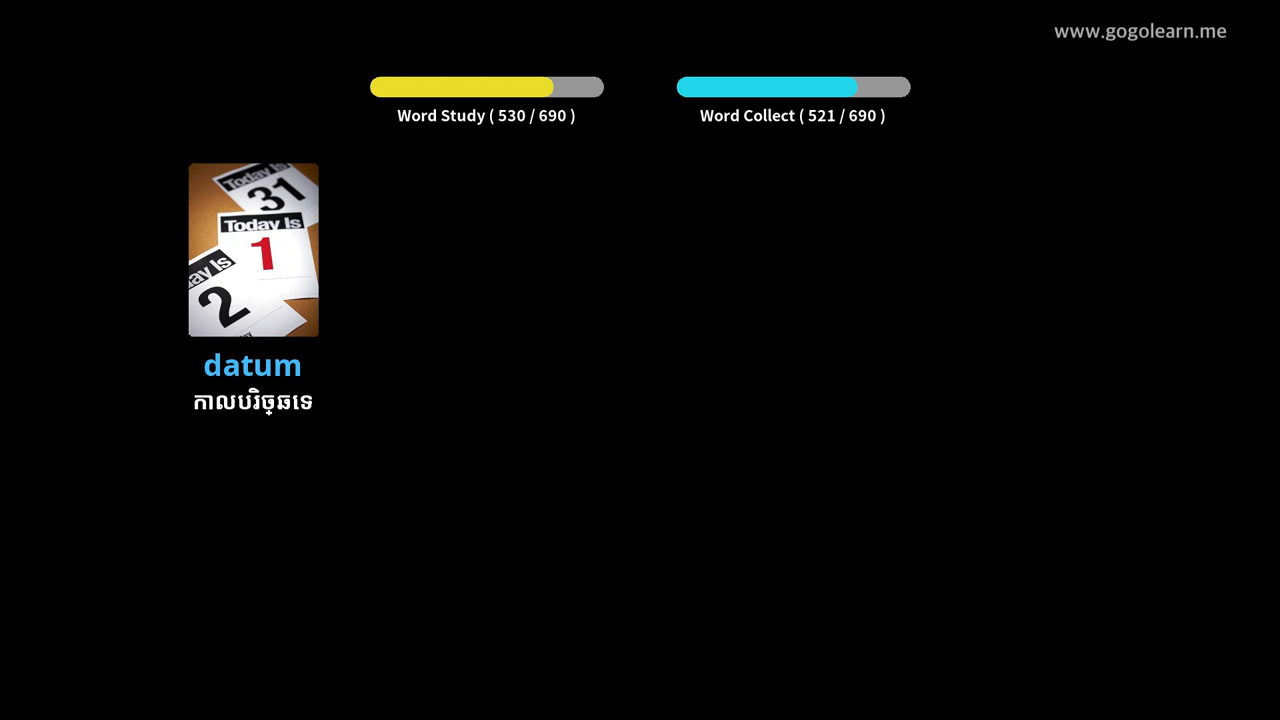 www.gogolearn.me
Word Study ( 530 / 690 )
Word Collect ( 521 / 690 )
Today Is
31
Today Is
1
ay Is
2
datum
កាលបរិច្ឆេទ